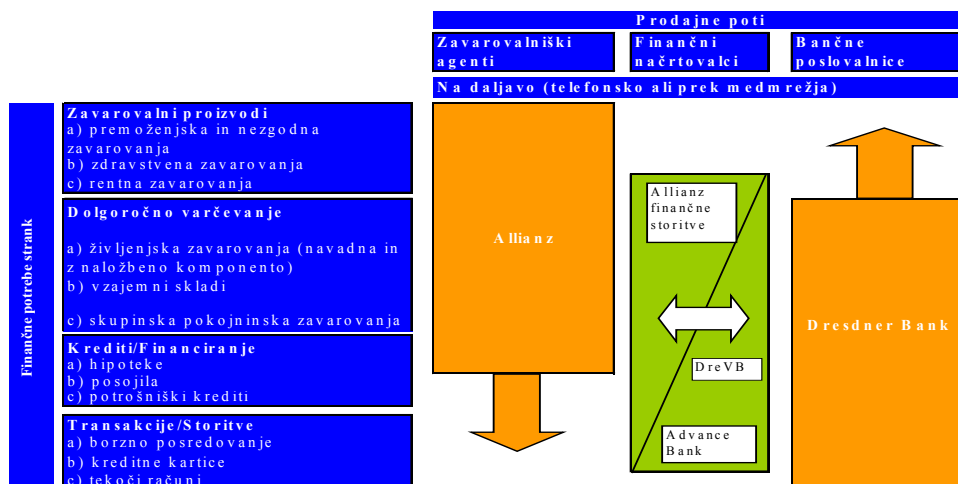 Prodajne poti
Zavarovalniški
agenti
Finančni
načrtovalci
Bančne
poslovalnice
Na daljavo (telefonsko ali prek medmrežja)
Finančne potrebe strank
Zavarovalni proizvodi
a) premoženjska in nezgodna
zavarovanja
b) zdravstvena zavarovanja
c) rentna zavarovanja
Dolgoročno varčevanje
a) življenjska zavarovanja (navadna in
z naložbeno komponento)
b) vzajemni skladi
c) skupinska pokojninska zavarovanja
Krediti/Financiranje
a) hipoteke
b) posojila
c) potrošniški krediti
Transakcije/Storitve
a) borzno posredovanje
b) kreditne kartice
c) tekoči računi
Allianz
Allianz
finančne
storitve
DreVB
Advance
Bank
Dresdner Bank